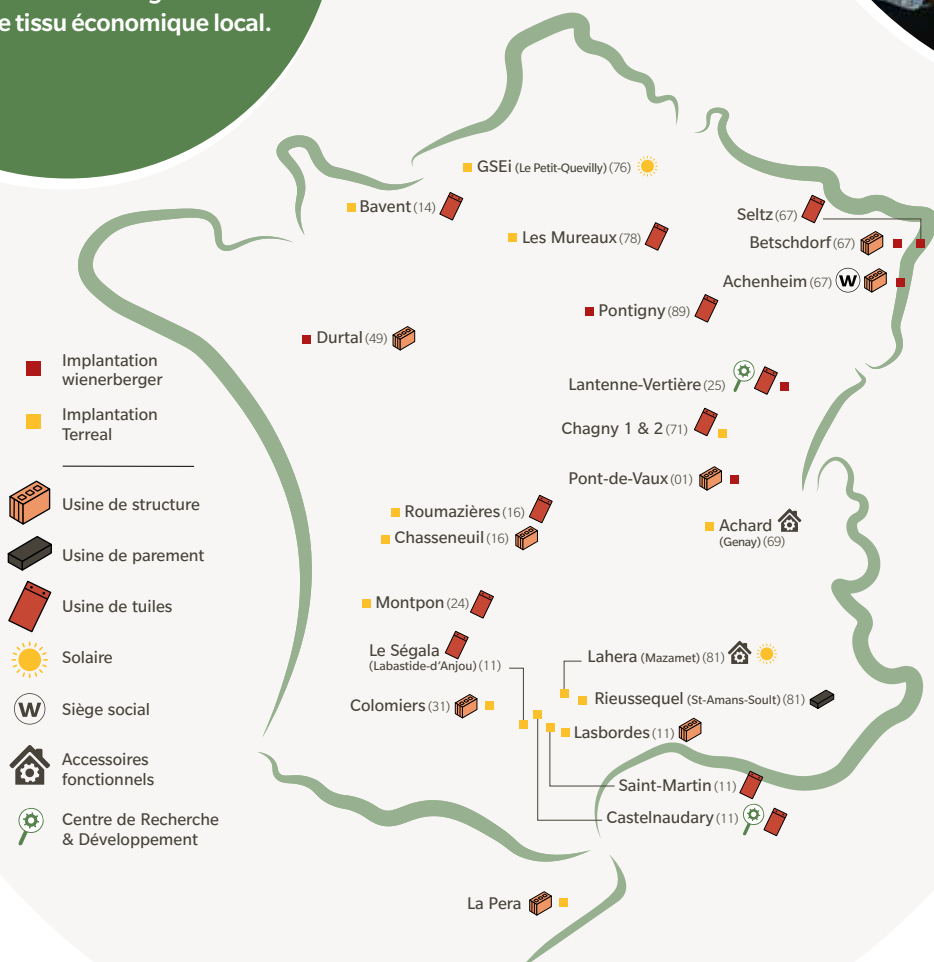 e tissu économique local.
GSEi (Le Petit-Quevilly) (76)
Bavent (14)
Les Mureaux (78)
Seltz (67)
Betschdorf (67)
Achenheim (67) W
Pontigny (89)
Durtal (49)
Lantenne-Vertière (25)
Chagny 1 & 2 (71)
Pont-de-Vaux (01)
Roumazières (16)
Chasseneuil (16)
Achard
(Genay) (69)
Montpon (24)
Le Ségala
(Labastide-d'Anjou) (11)
Lahera (Mazamet) (81)
Rieussequel (St-Amans-Soult) (81)
Colomiers (31)
Lasbordes (11)
Saint-Martin (11)
Castelnaudary (11)
La Pera
Implantation
wienerberger
Implantation
Terreal
Usine de structure
Usine de parement
Usine de tuiles
Solaire
W Siège social
Accessoires
fonctionnels
Centre de Recherche
& Développement